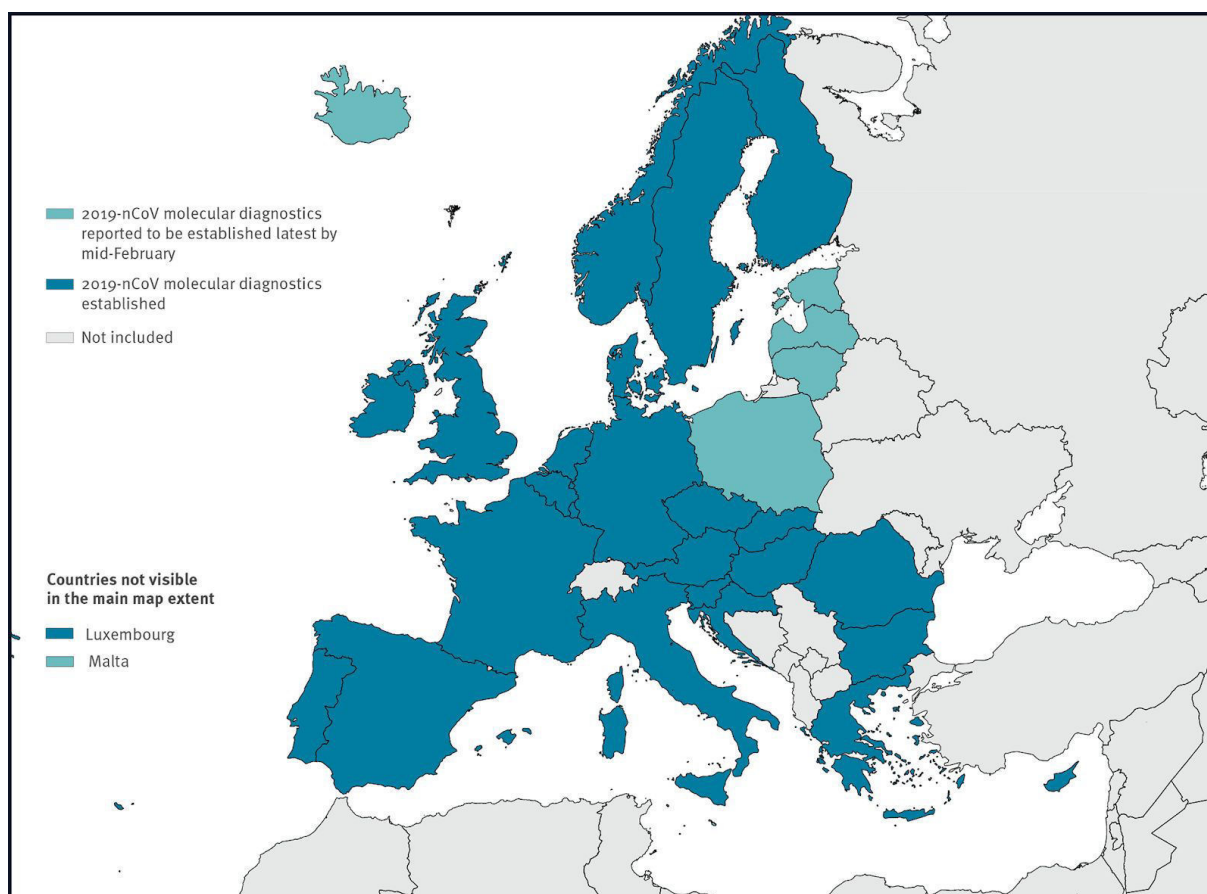 2019-nCoV molecular diagnostics
reported to be established latest by
mid-February
2019-nCoV molecular diagnostics
established
Not included
Countries not visible
in the main map extent
Luxembourg
Malta